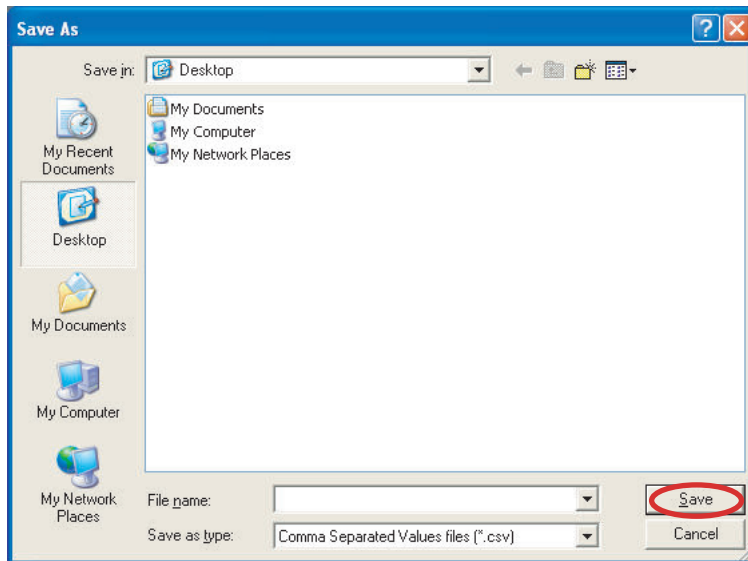 Save As
Save in:
Desktop
My Recent
Documents
Desktop
My Documents
My Computer
My Network
Places
My Documents
My Computer
My Network Places
File name:
Save
Save as type:
Comma Separated Values files (*.csv)
Cancel